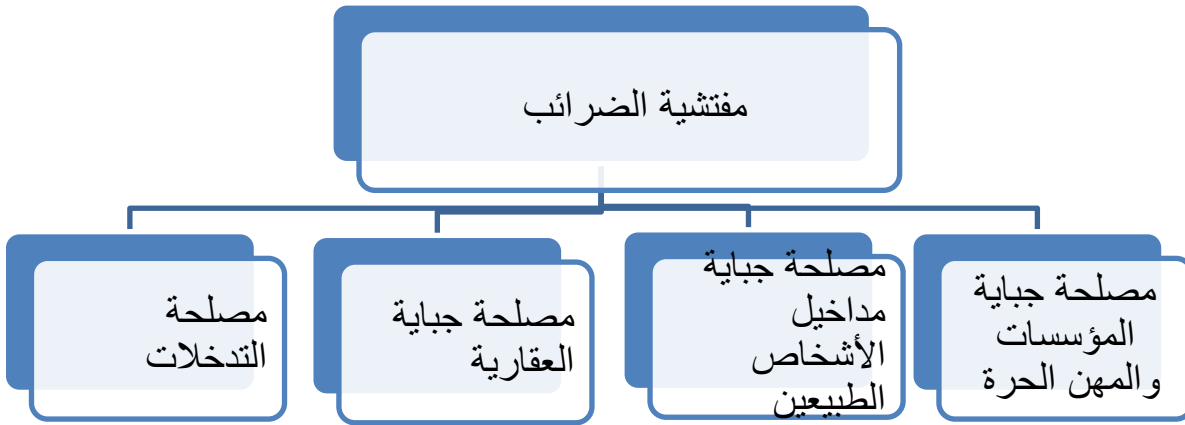 مفتشية الضرائب
مصلحة جباية
المؤسسات
والمهن الحرة
مصلحة جباية
مداخيل
الأشخاص
الطبيعين
مصلحة جباية
العقارية
مصلحة
التدخلات